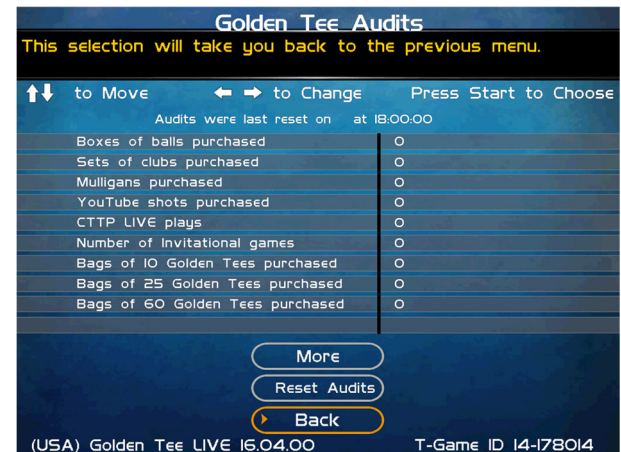 Golden Tee Audits
This selection will take you back to the previous menu.
to Move to Change Press Start to Choose
Audits were last reset on at 18:00:00
Boxes of balls purchased 0
Sets of clubs purchased 0
Mulligans purchased 0
YouTube shots purchased 0
CTTP LIVE plays 0
Number of Invitational games 0
Bags of 10 Golden Tees purchased 0
Bags of 25 Golden Tees purchased 0
Bags of 60 Golden Tees purchased 0
More
Reset Audits
Back
(USA) Golden Tee LIVE 16.04.00 T-Game ID 14-178014